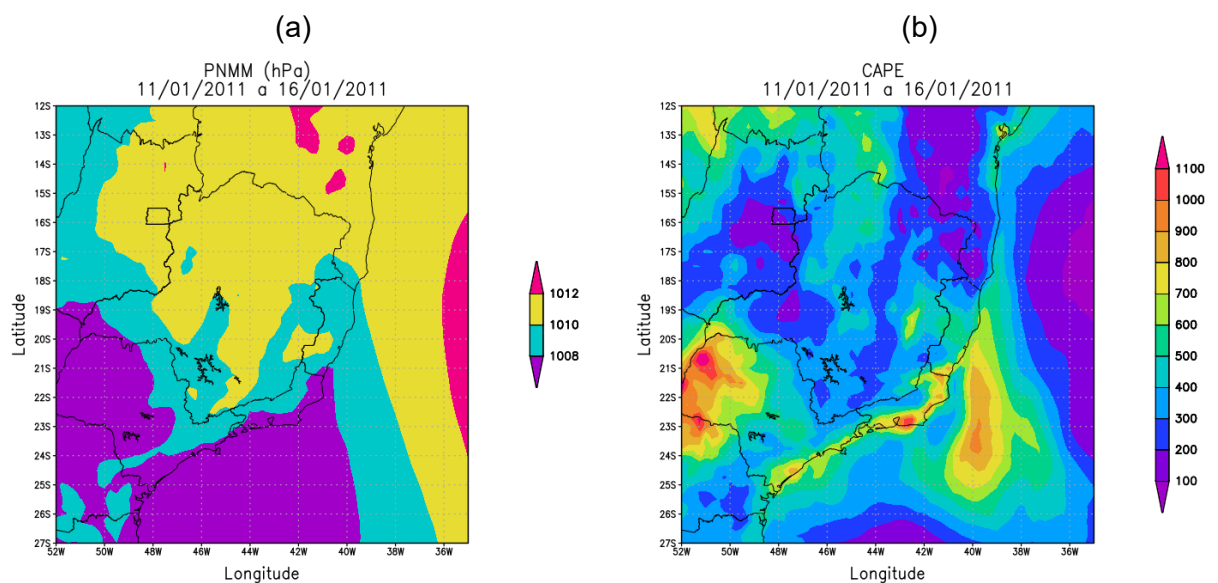 (a)
PNMM (hPa)
11/01/2011 a 16/01/2011
12S
13S
14S
15S
16S
17S
18S
19S
20S
21S
22S
23S
24S
25S
26S
27S
Latitude
52W 50W 48W 46W 44W 42W 40W 38W 36W
Longitude
1012
1010
1008
(b)
CAPE
11/01/2011 a 16/01/2011
12S
13S
14S
15S
16S
17S
18S
19S
20S
21S
22S
23S
24S
25S
26S
27S
Latitude
52W 50W 48W 46W 44W 42W 40W 38W 36W
Longitude
1100
1000
900
800
700
600
500
400
300
200
100